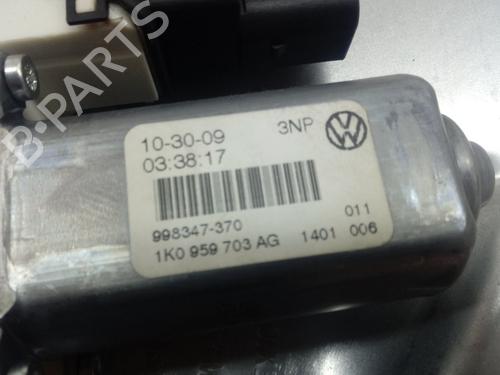 B-PARTS
10-30-09 3NP
03:38:17
998347-370 011
1K0 959 703 AG 1401 006